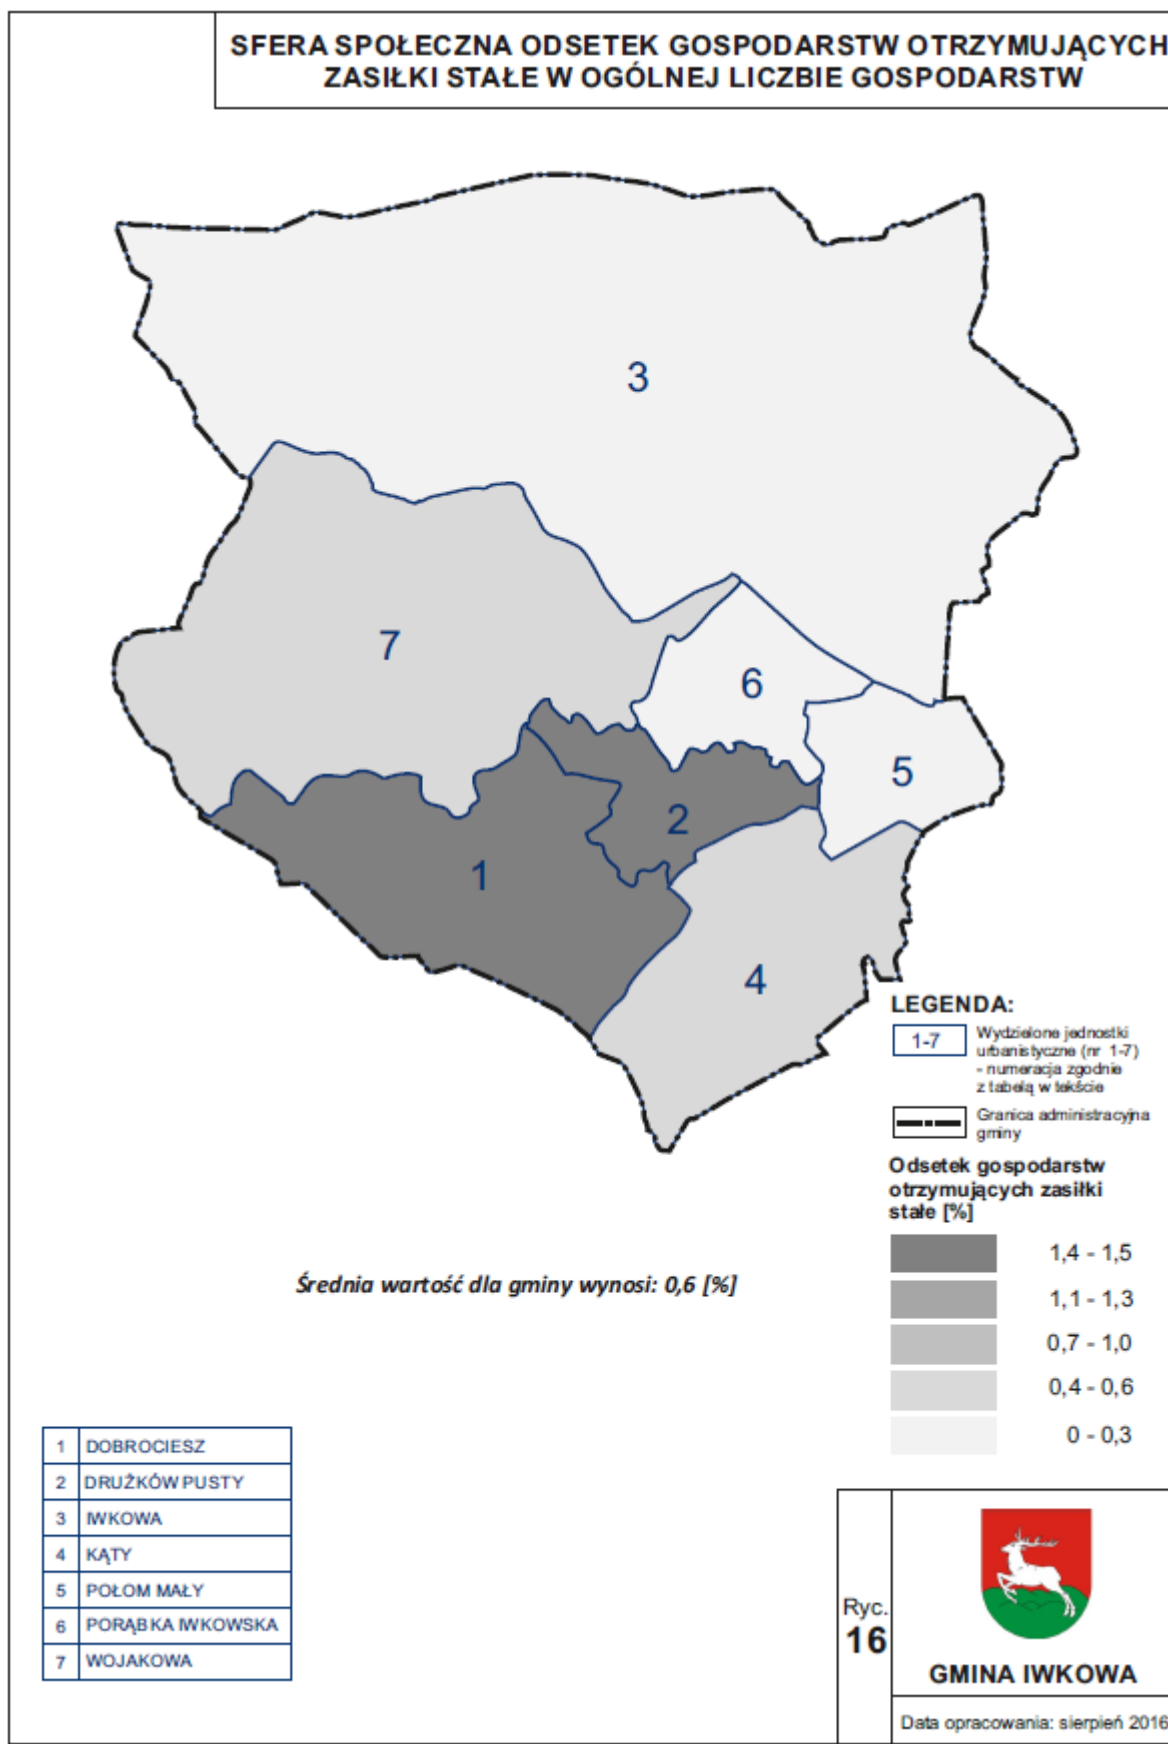 SFERA SPOŁECZNA ODSETEK GOSPODARSTW OTRZYMUJĄCYCH
ZASIŁKI STAŁE W OGÓLNEJ LICZBIE GOSPODARSTW
3
7
6
5
2
1
4
LEGENDA:
1-7
Wydzielone jednostki
urbanistyczne (nr 1-7)
- numeracja zgodnie
z tabelą w tekście
Granica administracyjna
gminy
Odsetek gospodarstw
otrzymujących zasiłki
stałe [%]
1,4 - 1,5
1,1 - 1,3
0,7 - 1,0
0,4 - 0,6
0 - 0,3
Średnia wartość dla gminy wynosi: 0,6 [%]
1 DOBROCIESZ
2 DRUŻKÓW PUSTY
3 IWKOWA
4 KĄTY
5 POŁOM MAŁY
6 PORĄBKA IWKOWSKA
7 WOJAKOWA
Ryc.
16
GMINA IWKOWA
Data opracowania: sierpień 2016